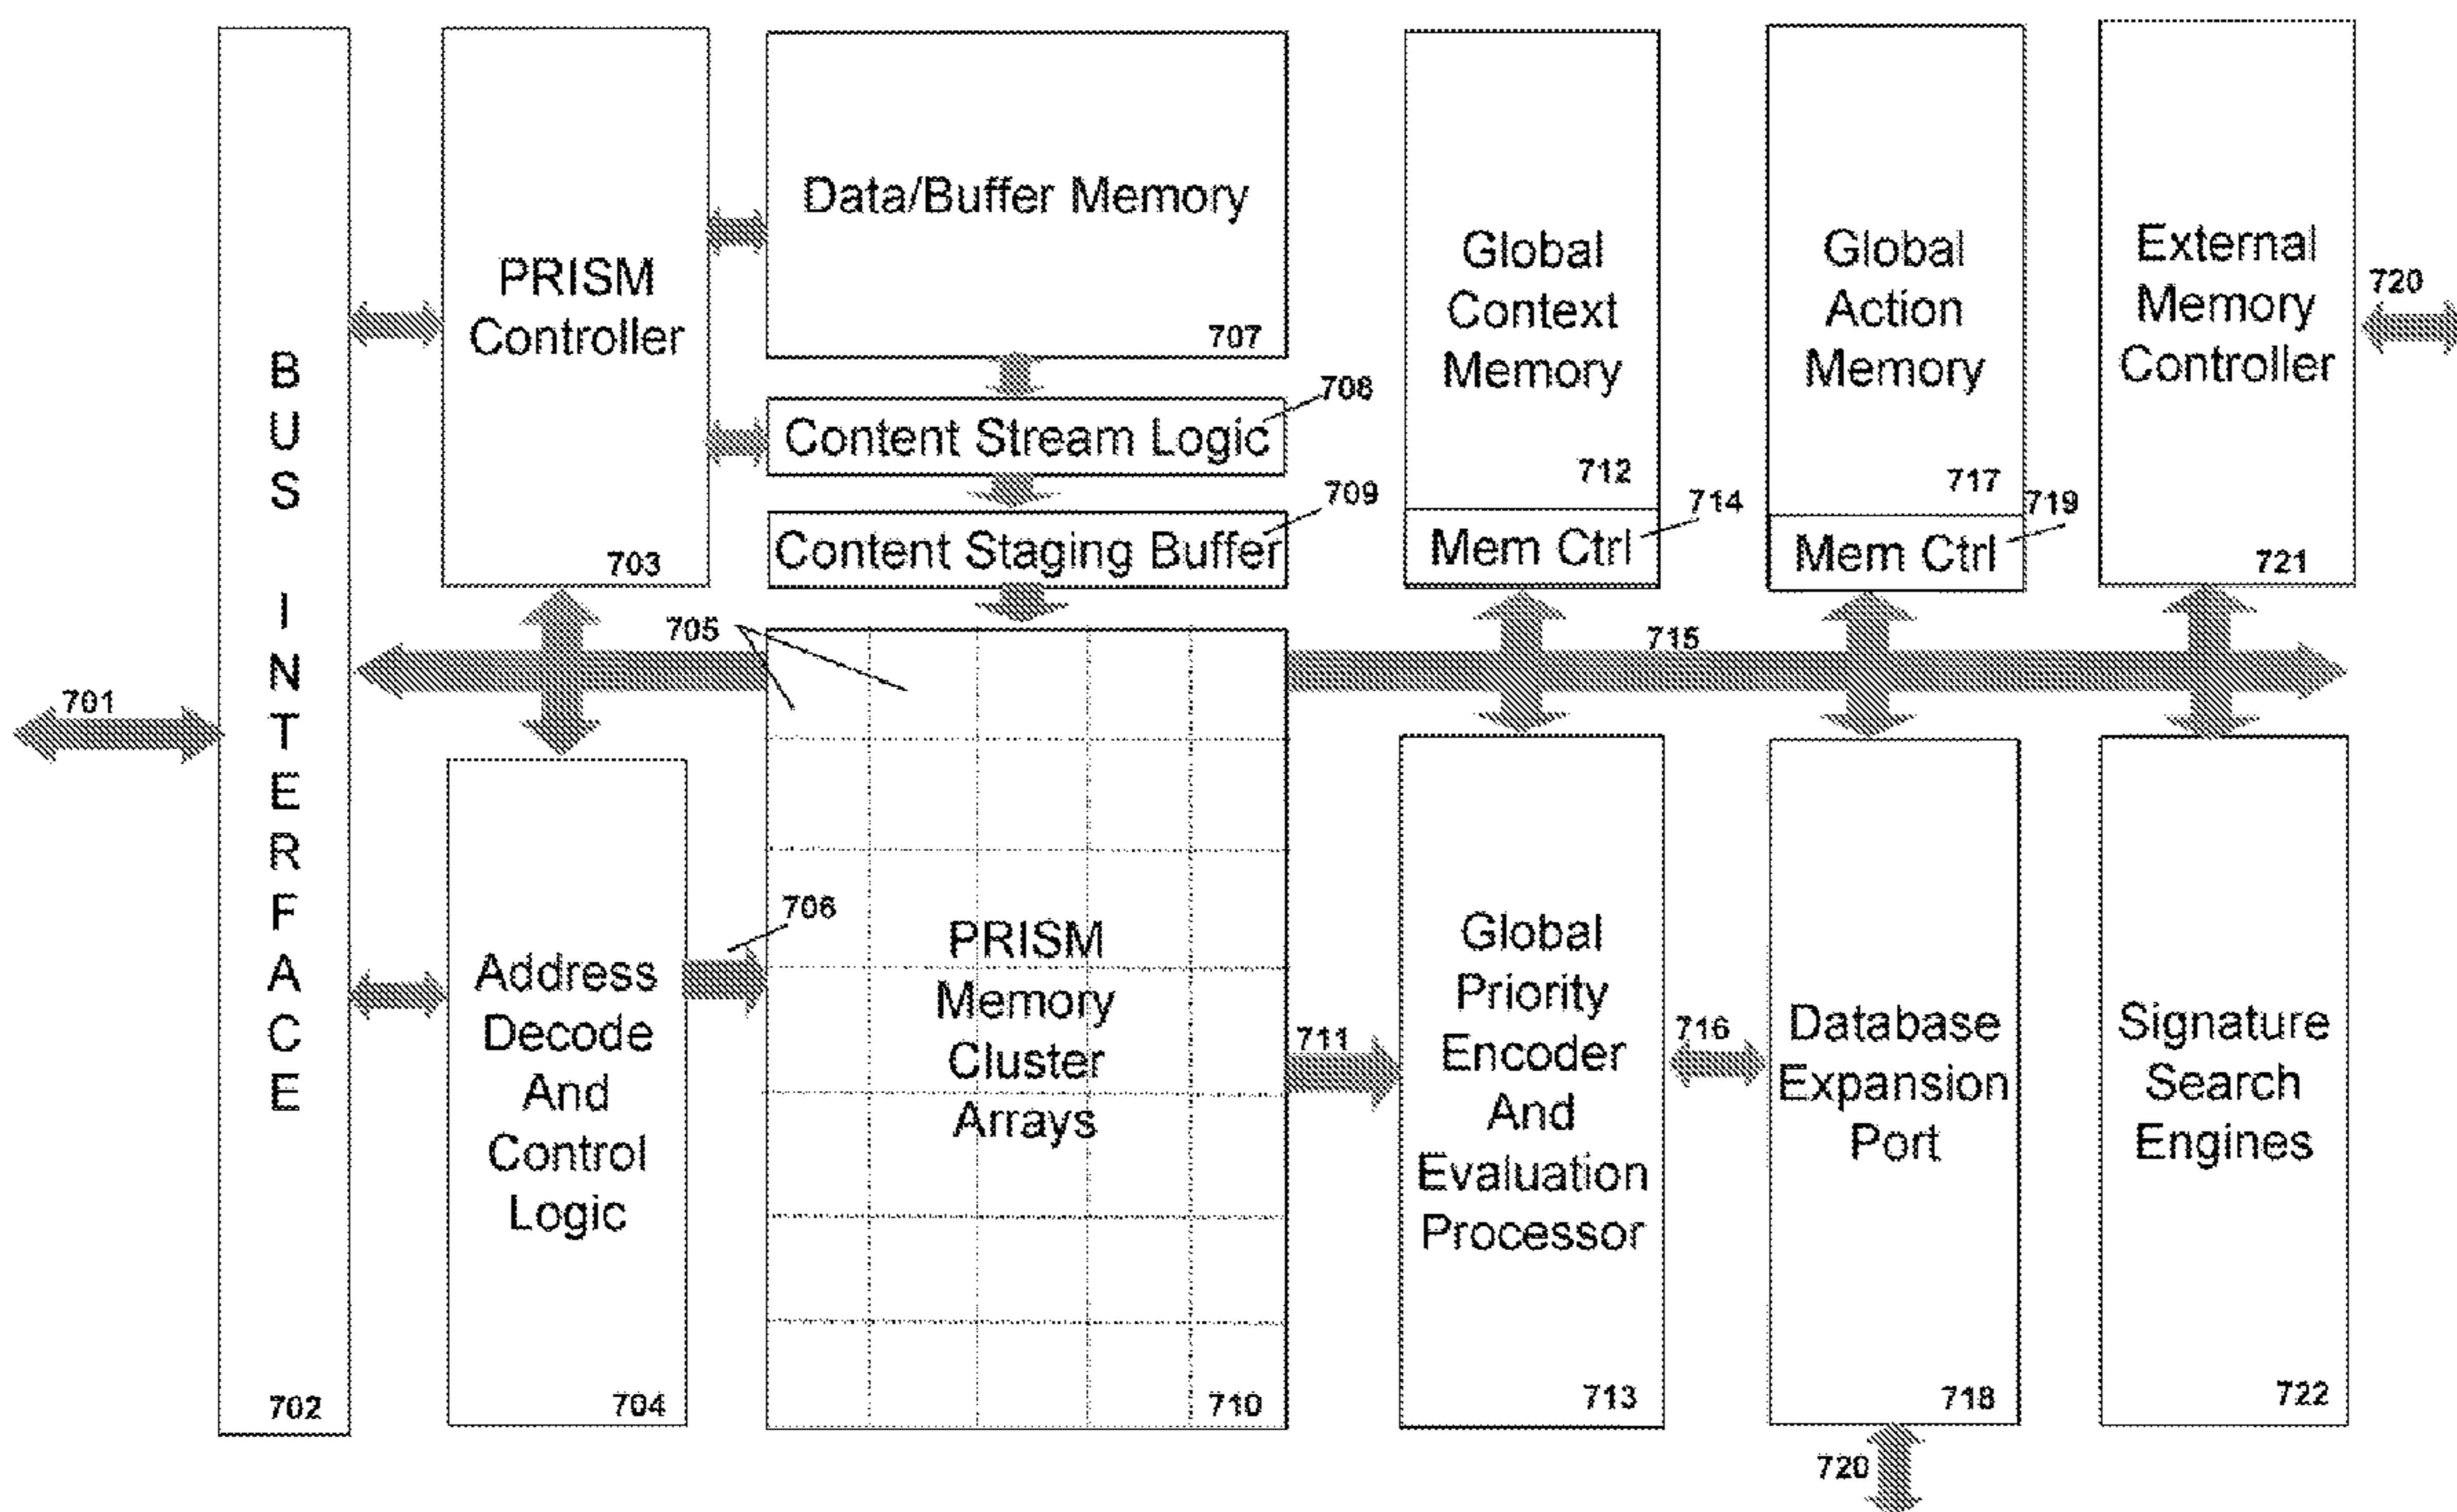 BUS INTERFACE
702
701
PRISM
Controller
703
Data/Buffer Memory
707
Content Stream Logic
708
Content Staging Buffer
709
705
Address
Decode
And
Control
Logic
704
706
PRISM
Memory
Cluster
Arrays
710
711
Global
Context
Memory
712
Mem Ctrl
714
Global
Action
Memory
717
Mem Ctrl
719
External
Memory
Controller
721
720
715
Global
Priority
Encoder
And
Evaluation
Processor
713
716
Database
Expansion
Port
718
720
Signature
Search
Engines
722